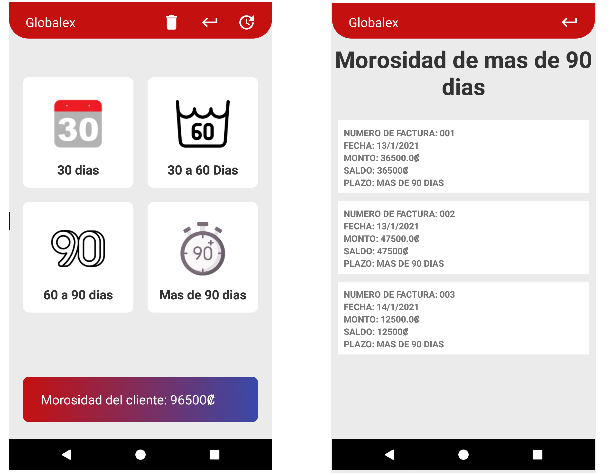 Globalex
30
30 dias
60
30 a 60 Dias
90
60 a 90 dias
90+
Mas de 90 dias
Morosidad del cliente: 96500₡
Globalex
Morosidad de mas de 90
dias
NUMERO DE FACTURA: 001
FECHA: 13/1/2021
MONTO: 36500.0₡
SALDO: 36500₡
PLAZO: MAS DE 90 DIAS
NUMERO DE FACTURA: 002
FECHA: 13/1/2021
MONTO: 47500.0₡
SALDO: 47500₡
PLAZO: MAS DE 90 DIAS
NUMERO DE FACTURA: 003
FECHA: 14/1/2021
MONTO: 12500.0₡
SALDO: 12500₡
PLAZO: MAS DE 90 DIAS